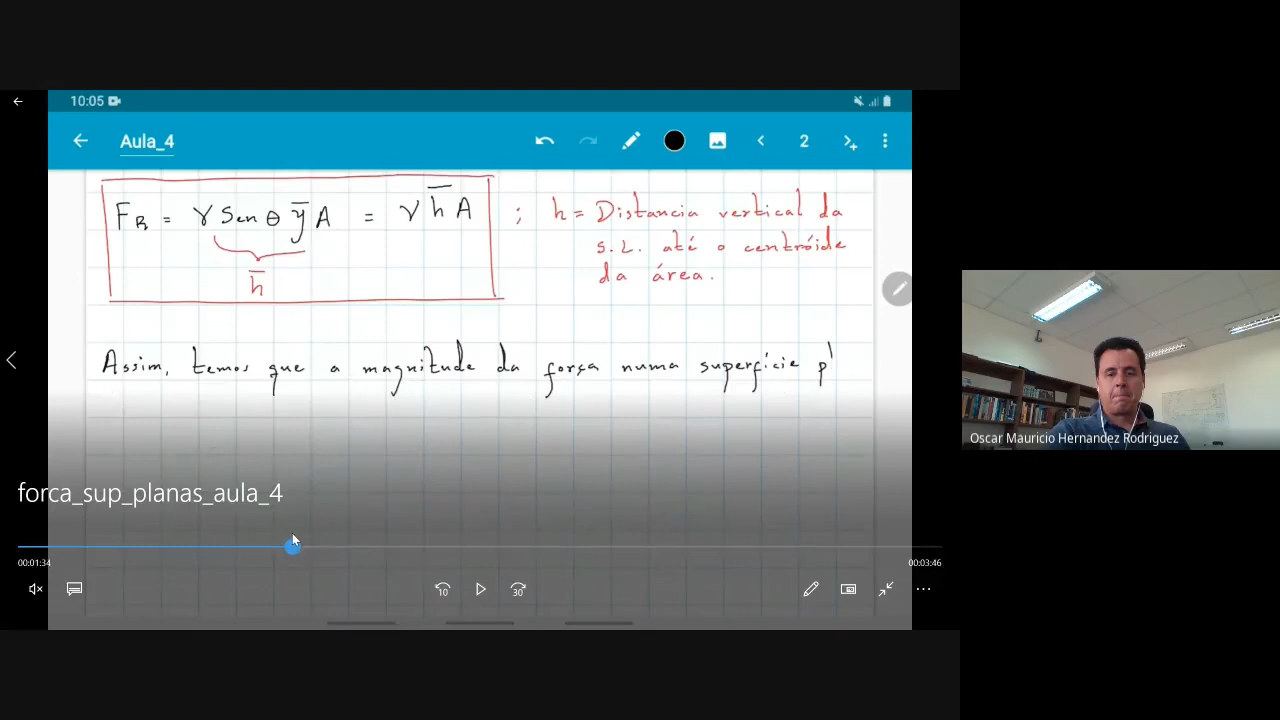 10:05
Aula_4
2
F_R = γ Sen θ ȳ A = γ h̄ A ; h = Distancia vertical da
s.L. até o centróide
h̄
da área.
Assim, temos que a magnitude da força numa superfície p'
Oscar Mauricio Hernandez Rodriguez
forca_sup_planas_aula_4
00:01:34
00:03:46
10
30